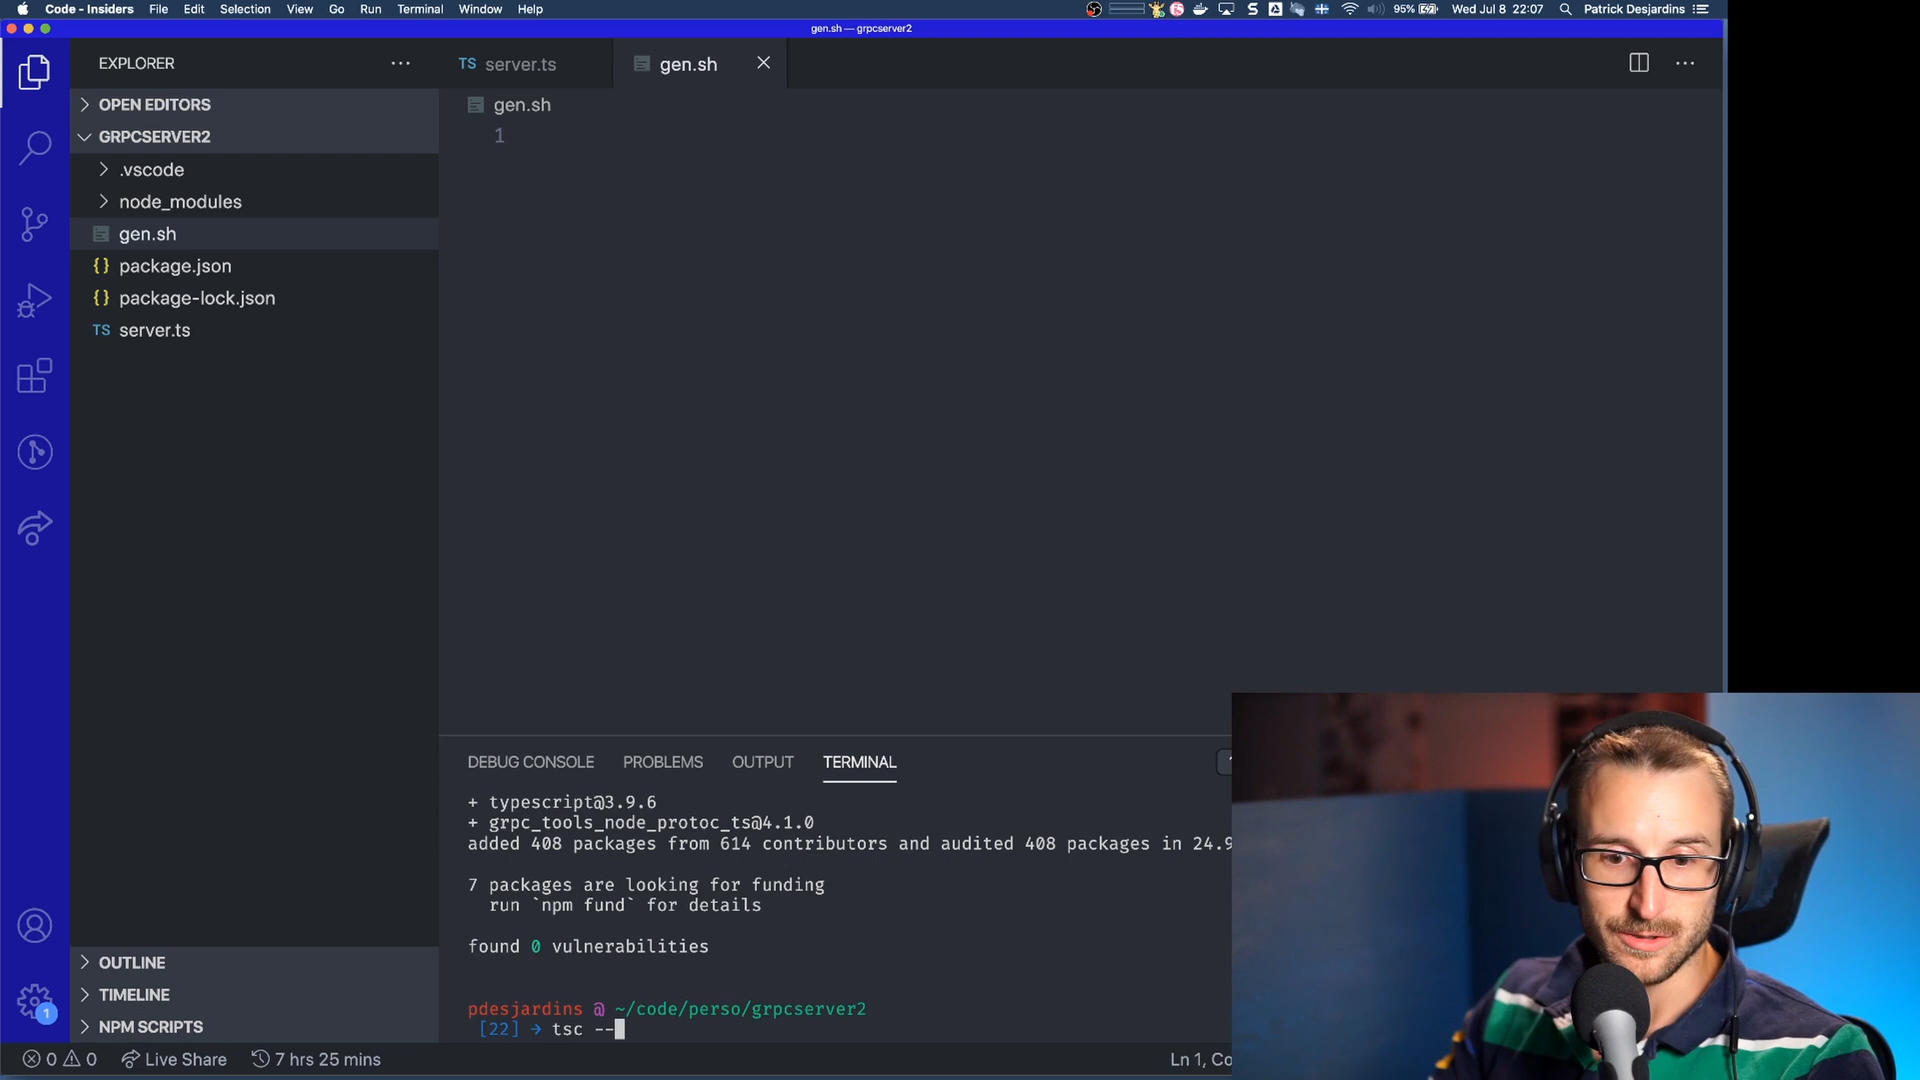 Code - Insiders File Edit Selection View Go Run Terminal Window Help 95% Wed Jul 8 22:07 Patrick Desjardins
gen.sh — grpcserver2
EXPLORER
TS server.ts
gen.sh
OPEN EDITORS
gen.sh
GRPCSERVER2
1
.vscode
node_modules
gen.sh
{} package.json
{} package-lock.json
TS server.ts
DEBUG CONSOLE PROBLEMS OUTPUT TERMINAL
+ typescript@3.9.6
+ grpc_tools_node_protoc_ts@4.1.0
added 408 packages from 614 contributors and audited 408 packages in 24.9
7 packages are looking for funding
run `npm fund` for details
found 0 vulnerabilities
pdesjardins @ ~/code/perso/grpcserver2
[22] → tsc --
OUTLINE
TIMELINE
NPM SCRIPTS
1
0 0 Live Share 7 hrs 25 mins
Ln 1, Co